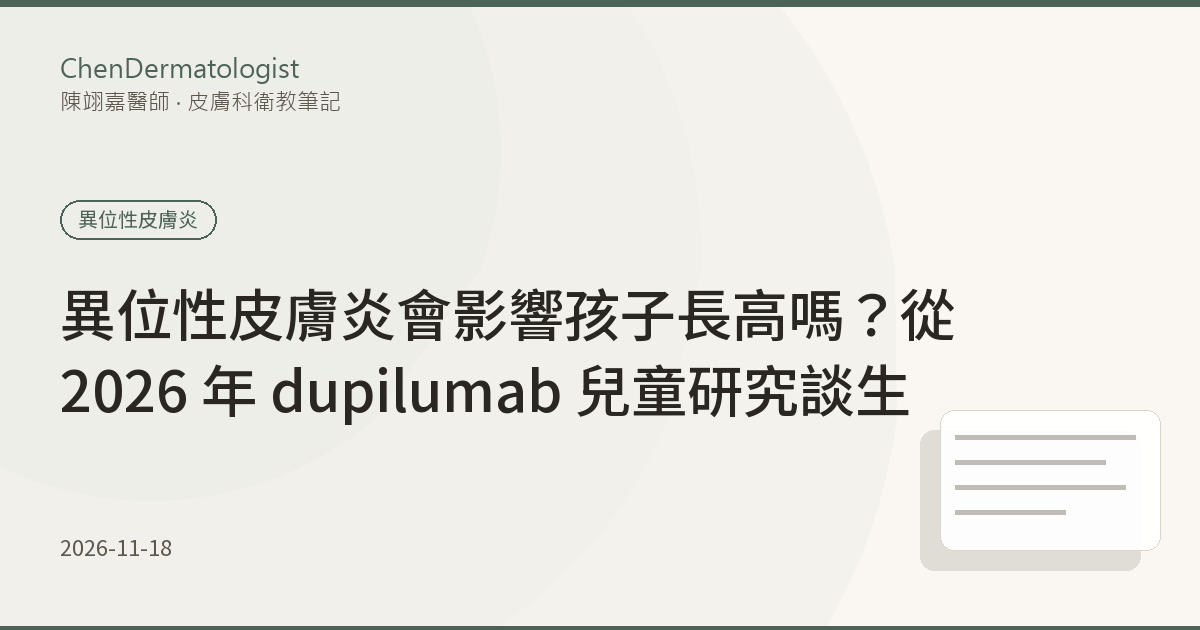 ChenDermatologist
陳翊嘉醫師 · 皮膚科衛教筆記
異位性皮膚炎
異位性皮膚炎會影響孩子長高嗎？從
2026 年 dupilumab 兒童研究談生
2026-11-18